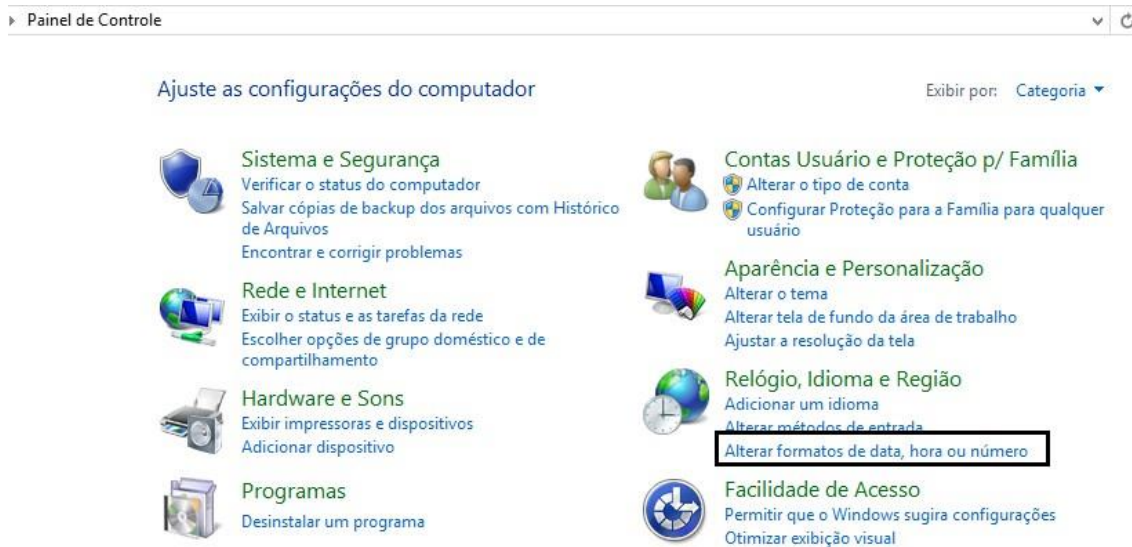 Painel de Controle
Ajuste as configurações do computador
Exibir por: Categoria
Sistema e Segurança
Verificar o status do computador
Salvar cópias de backup dos arquivos com Histórico
de Arquivos
Encontrar e corrigir problemas
Rede e Internet
Exibir o status e as tarefas da rede
Escolher opções de grupo doméstico e de
compartilhamento
Hardware e Sons
Exibir impressoras e dispositivos
Adicionar dispositivo
Programas
Desinstalar um programa
Contas Usuário e Proteção p/ Família
Alterar o tipo de conta
Configurar Proteção para a Família para qualquer
usuário
Aparência e Personalização
Alterar o tema
Alterar tela de fundo da área de trabalho
Ajustar a resolução da tela
Relógio, Idioma e Região
Adicionar um idioma
Alterar métodos de entrada
Alterar formatos de data, hora ou número
Facilidade de Acesso
Permitir que o Windows sugira configurações
Otimizar exibição visual